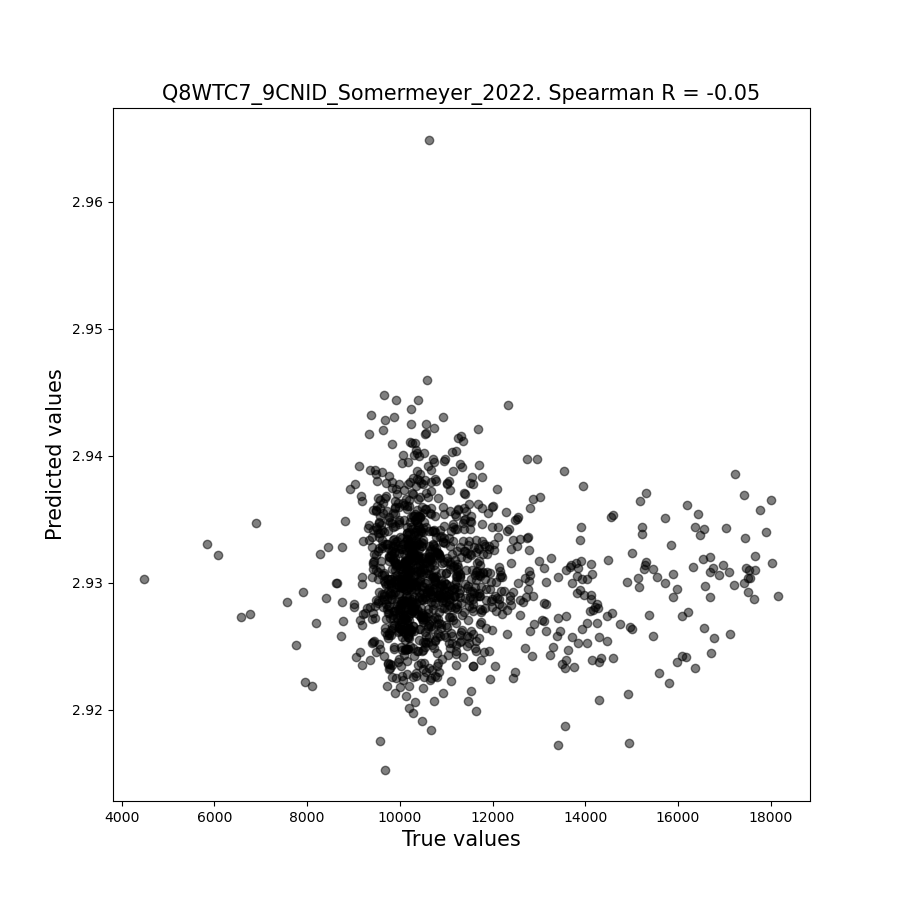 Q8WTC7_9CNID_Somermeyer_2022. Spearman R = -0.05
2.96
2.95
2.94
2.93
2.92
Predicted values
4000 6000 8000 10000 12000 14000 16000 18000
True values